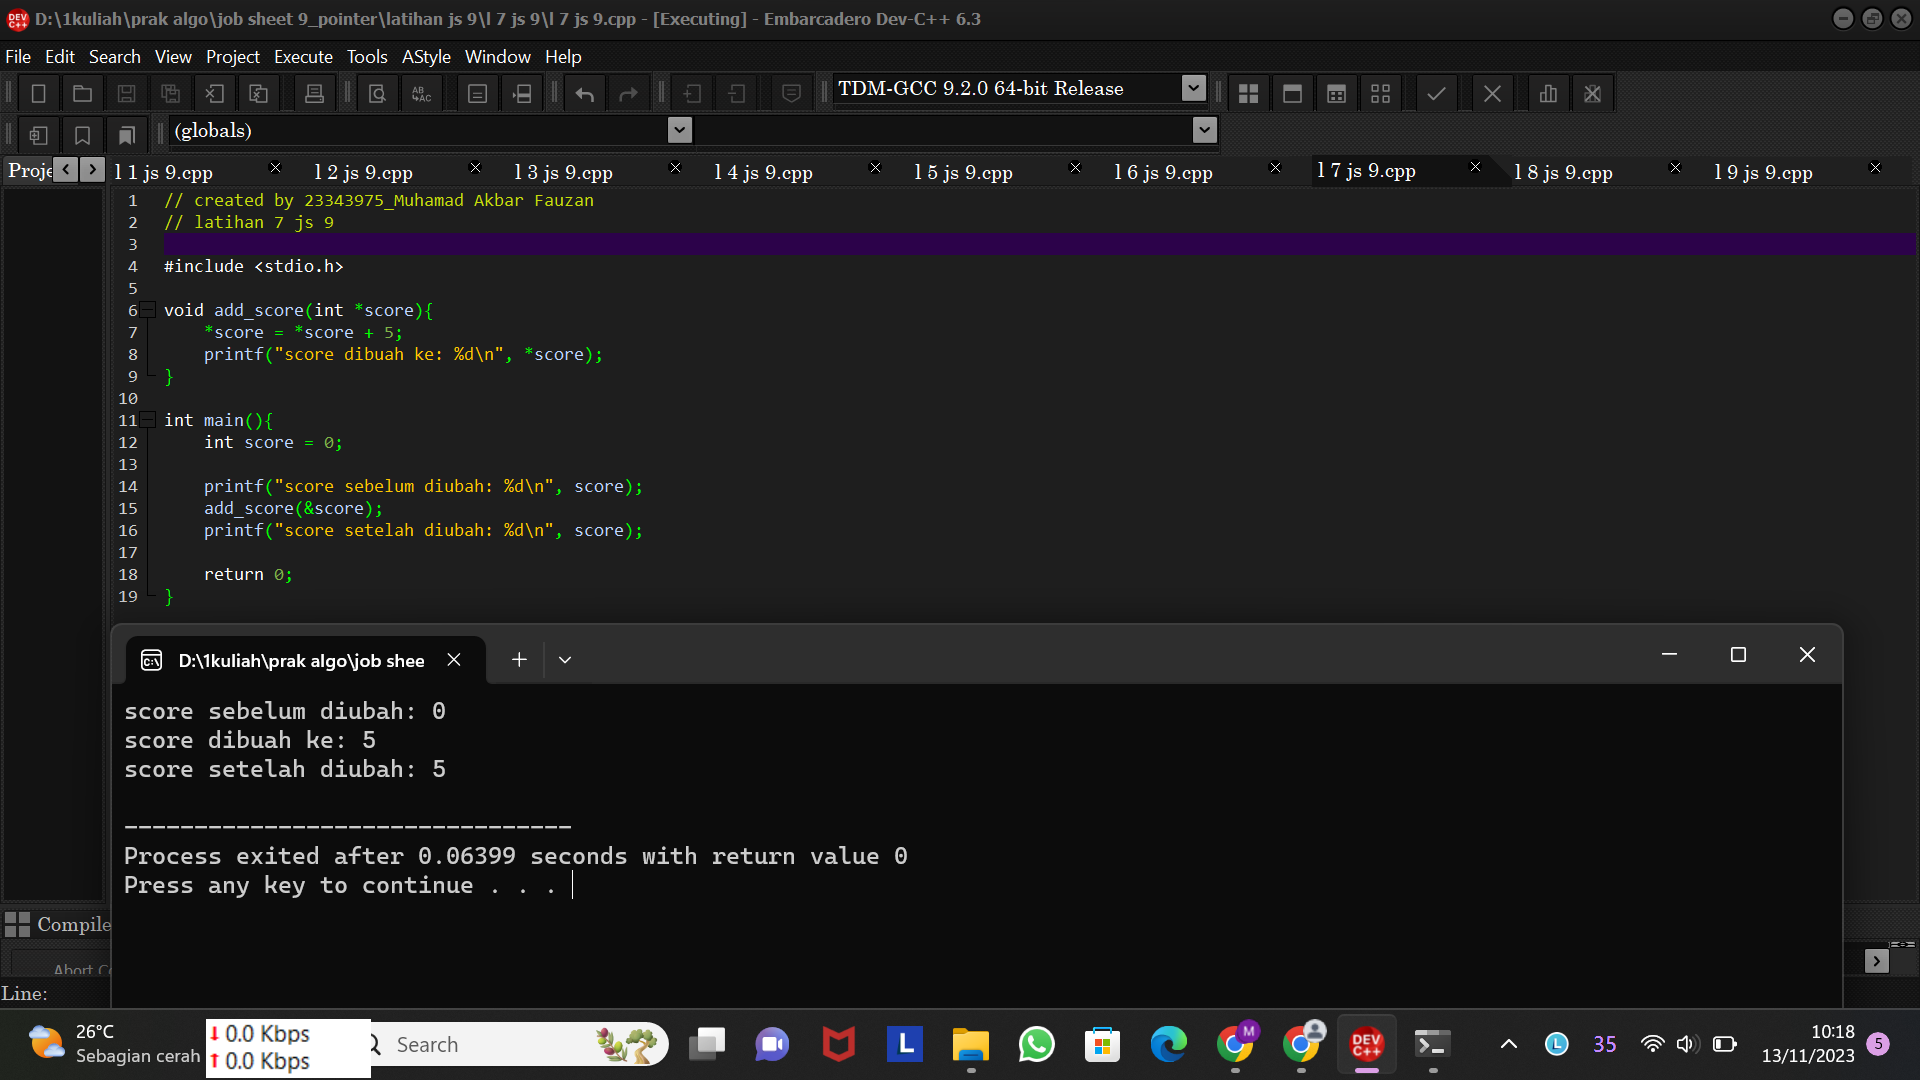 D:\1kuliah\prak algo\job sheet 9_pointer\latihan js 9\l 7 js 9\l 7 js 9.cpp - [Executing] - Embarcadero Dev-C++ 6.3
File Edit Search View Project Execute Tools AStyle Window Help
TDM-GCC 9.2.0 64-bit Release
(globals)
Proje l 1 js 9.cpp l 2 js 9.cpp l 3 js 9.cpp l 4 js 9.cpp l 5 js 9.cpp l 6 js 9.cpp l 7 js 9.cpp l 8 js 9.cpp l 9 js 9.cpp
1 // created by 23343975_Muhamad Akbar Fauzan
2 // latihan 7 js 9
3
4 #include <stdio.h>
5
6 void add_score(int *score){
7 *score = *score + 5;
8 printf("score dibuah ke: %d\n", *score);
9 }
10
11 int main(){
12 int score = 0;
13
14 printf("score sebelum diubah: %d\n", score);
15 add_score(&score);
16 printf("score setelah diubah: %d\n", score);
17
18 return 0;
19 }
D:\1kuliah\prak algo\job shee
score sebelum diubah: 0
score dibuah ke: 5
score setelah diubah: 5
--------------------------------
Process exited after 0.06399 seconds with return value 0
Press any key to continue . . .
Compile
Abort Co
Line:
26°C
Sebagian cerah
↓ 0.0 Kbps
↑ 0.0 Kbps
Search
M
L
DEV C++
L
35
10:18
13/11/2023
5